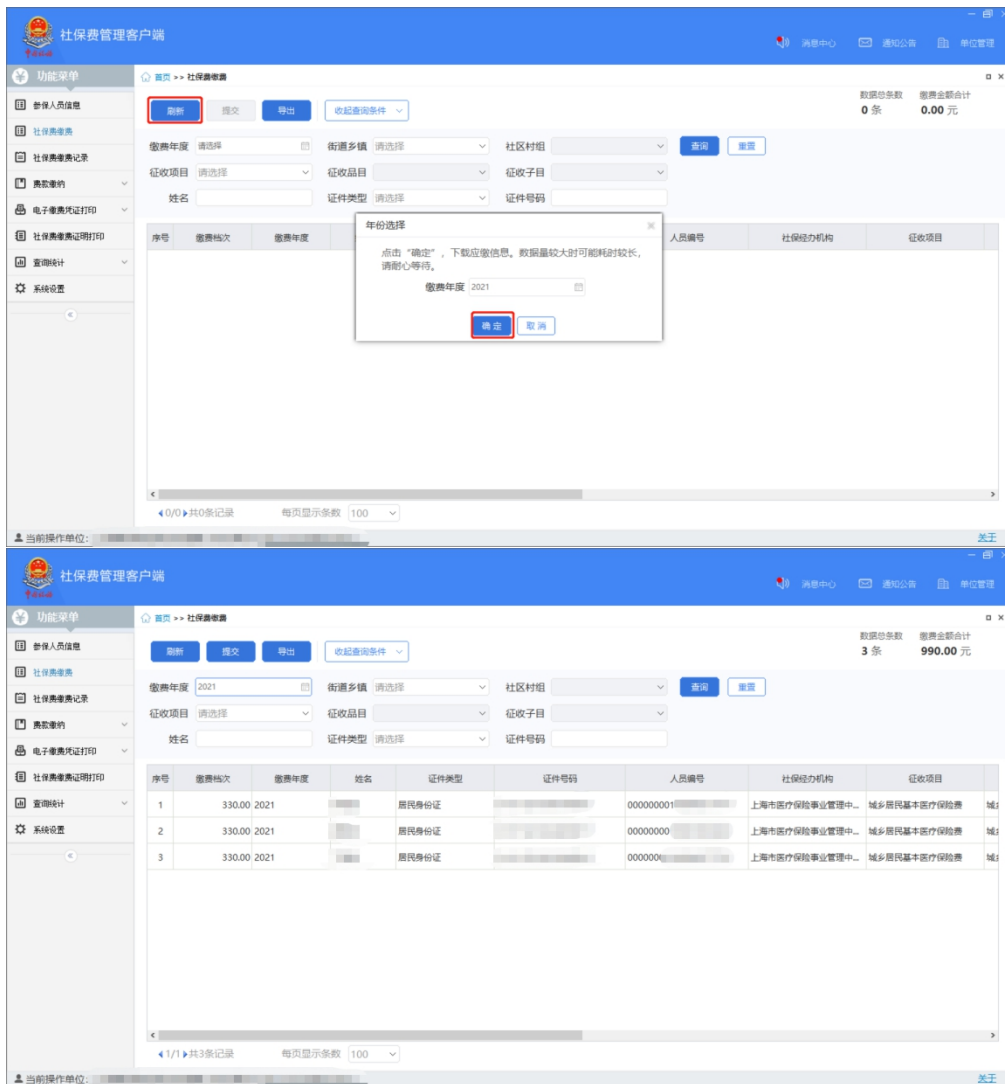 社保费管理客户端
消息中心 通知公告 单位管理
功能菜单
首页 >> 社保费缴费
数据总条数 缴费金额合计
0 条 0.00 元
参保人员信息
社保费缴费
社保费缴费记录
费款缴纳
电子缴费凭证打印
社保费缴费证明打印
查询统计
系统设置
刷新 提交 导出 收起查询条件
缴费年度 请选择 街道乡镇 请选择 社区村组 查询 重置
征收项目 请选择 征收品目 征收子目
姓名 证件类型 请选择 证件号码
序号 缴费档次 缴费年度 人员编号 社保经办机构 征收项目
年份选择
点击“确定”，下载应缴信息。数据量较大时可能耗时较长，
请耐心等待。
缴费年度 2021
确定 取消
0/0 共0条记录 每页显示条数 100
当前操作单位: 关于
社保费管理客户端
消息中心 通知公告 单位管理
功能菜单
首页 >> 社保费缴费
数据总条数 缴费金额合计
3 条 990.00 元
参保人员信息
社保费缴费
社保费缴费记录
费款缴纳
电子缴费凭证打印
社保费缴费证明打印
查询统计
系统设置
刷新 提交 导出 收起查询条件
缴费年度 2021 街道乡镇 请选择 社区村组 查询 重置
征收项目 请选择 征收品目 征收子目
姓名 证件类型 请选择 证件号码
序号 缴费档次 缴费年度 姓名 证件类型 证件号码 人员编号 社保经办机构 征收项目
1 330.00 2021 居民身份证 000000001 上海市医疗保险事业管理中... 城乡居民基本医疗保险费 城
2 330.00 2021 居民身份证 00000000 上海市医疗保险事业管理中... 城乡居民基本医疗保险费 城
3 330.00 2021 居民身份证 0000000 上海市医疗保险事业管理中... 城乡居民基本医疗保险费 城
1/1 共3条记录 每页显示条数 100
当前操作单位: 关于